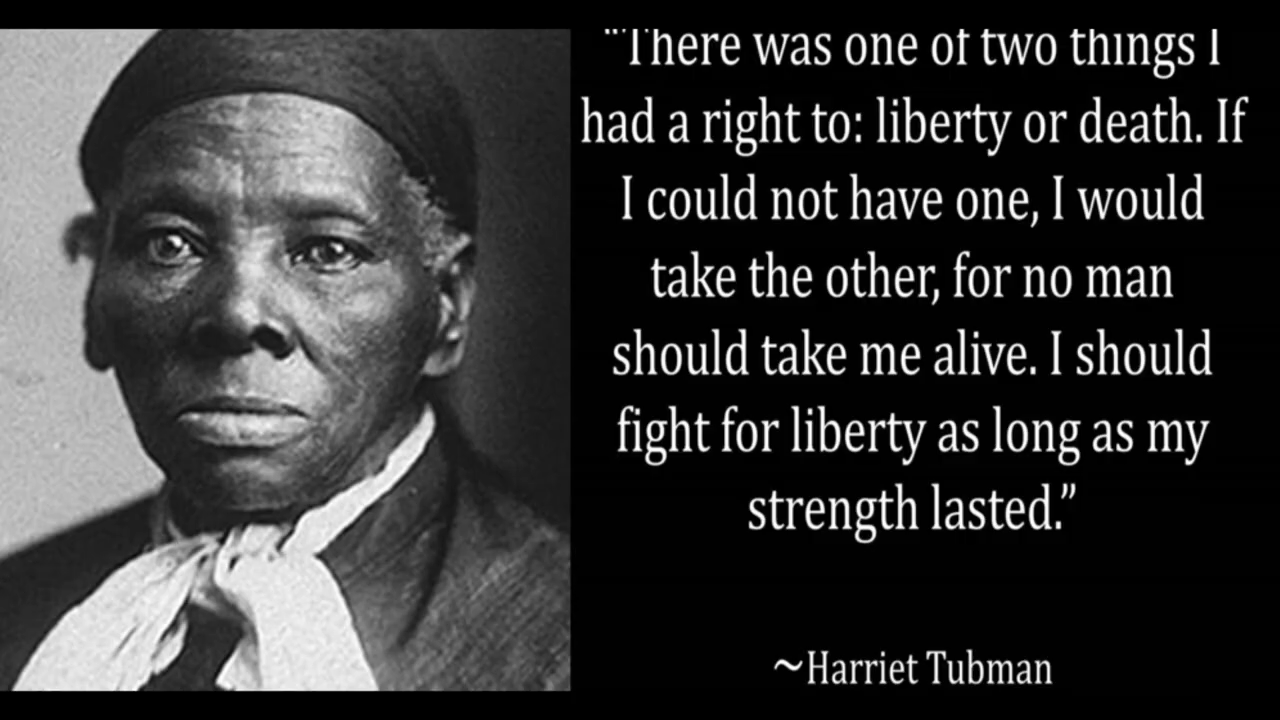 “There was one of two things I
had a right to: liberty or death. If
I could not have one, I would
take the other, for no man
should take me alive. I should
fight for liberty as long as my
strength lasted.”
~Harriet Tubman